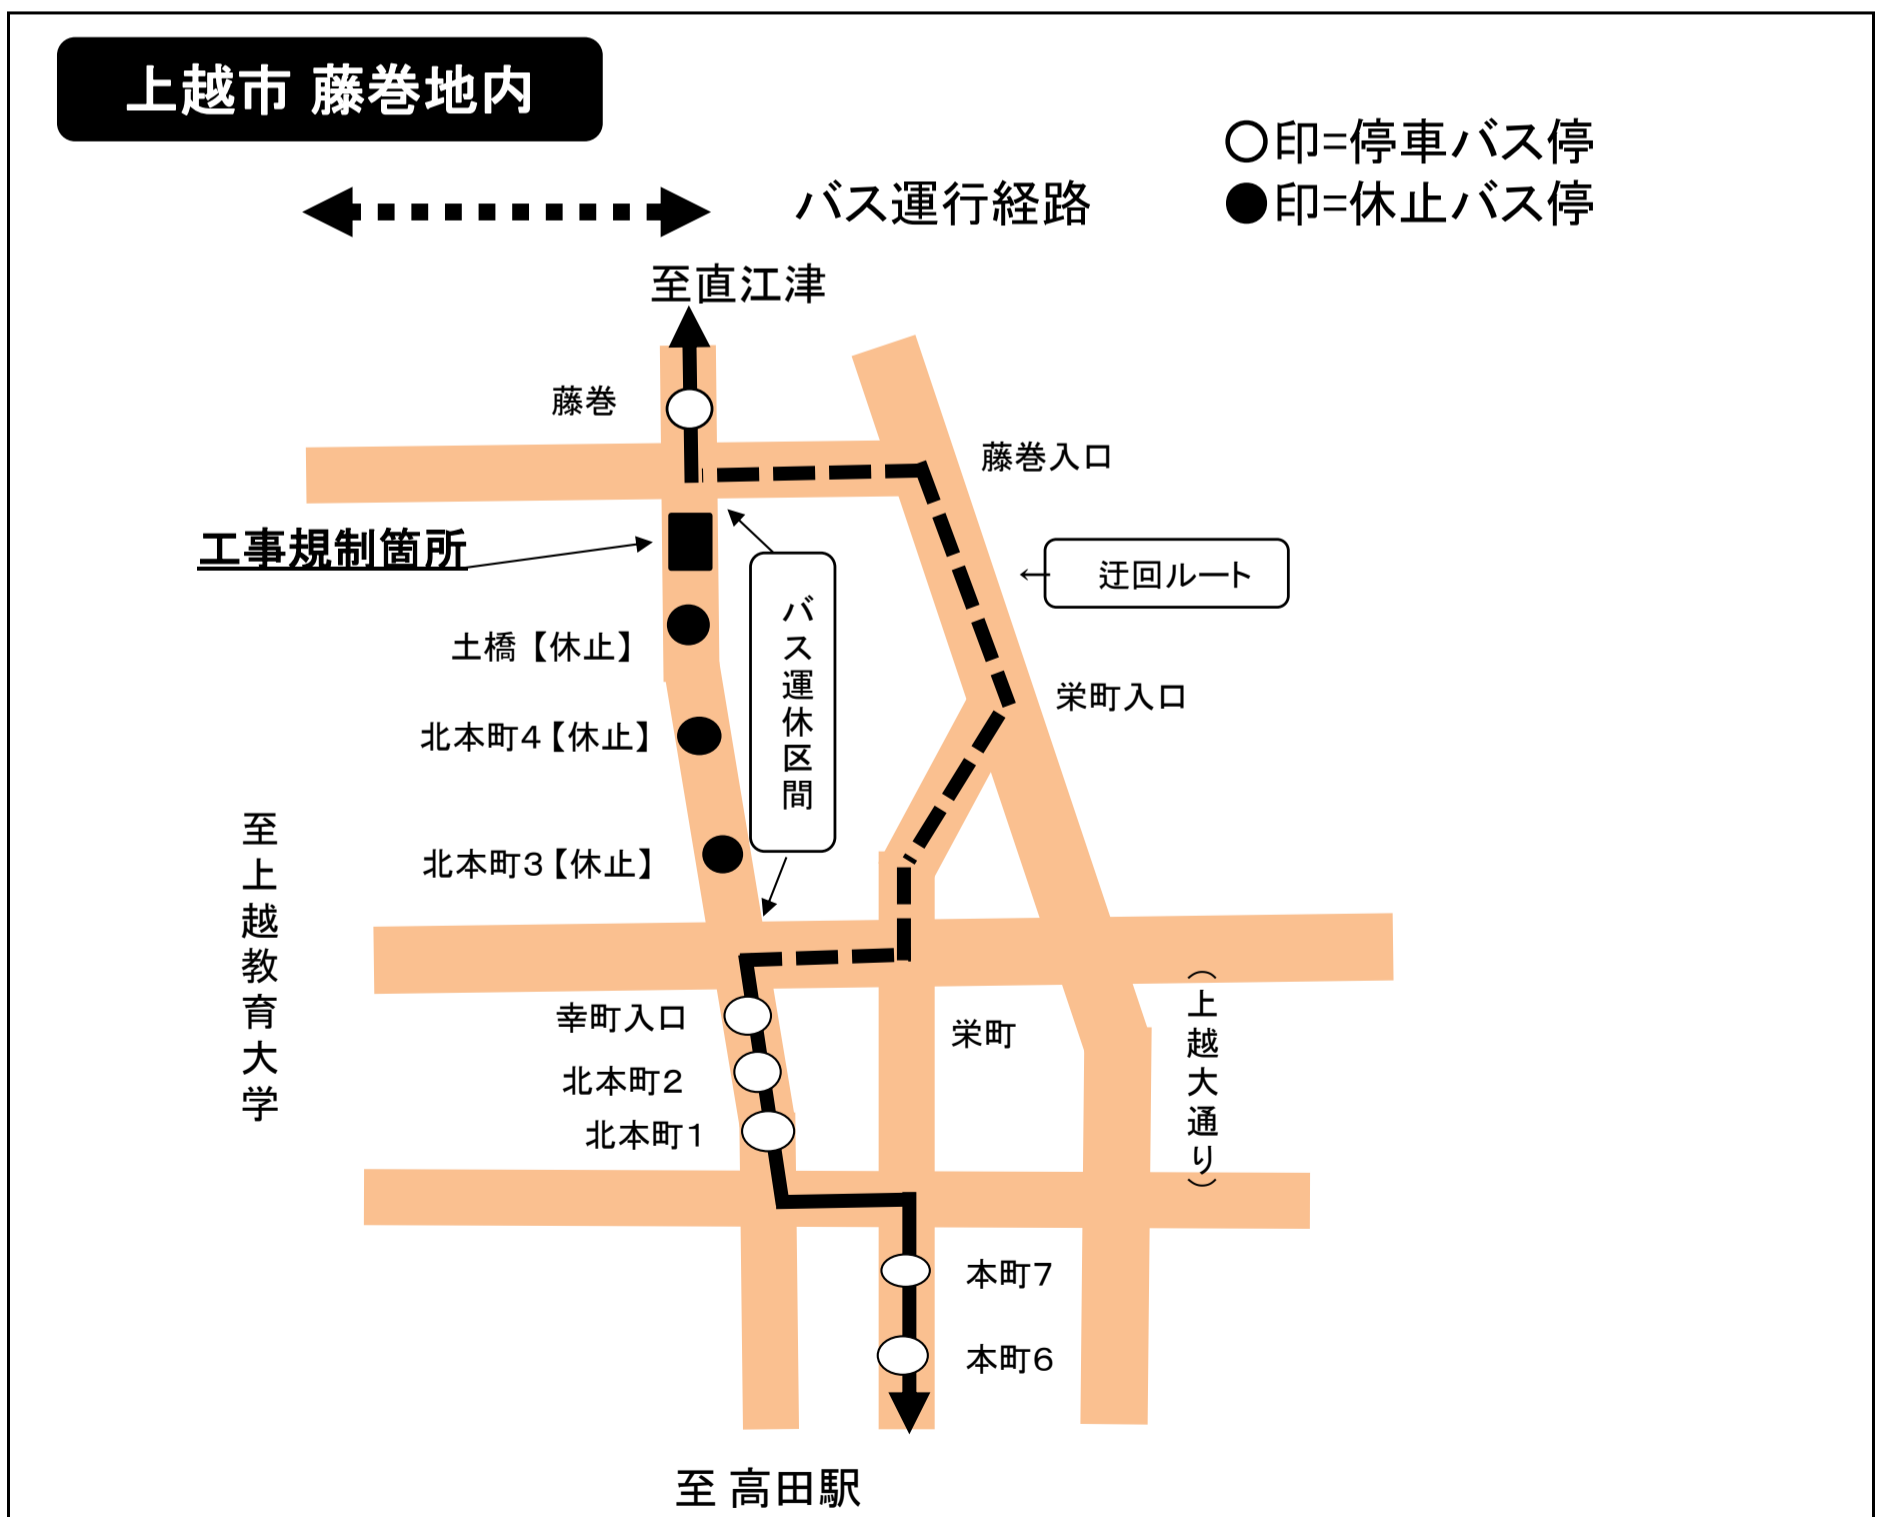 上越市 藤巻地内
○印=停車バス停
バス運行経路
●印=休止バス停
至直江津
藤巻
藤巻入口
工事規制箇所
迂回ルート
バス運休区間
土橋【休止】
栄町入口
北本町4【休止】
至上越教育大学
北本町3【休止】
(上越大通り)
幸町入口
栄町
北本町2
北本町1
本町7
本町6
至 高田駅